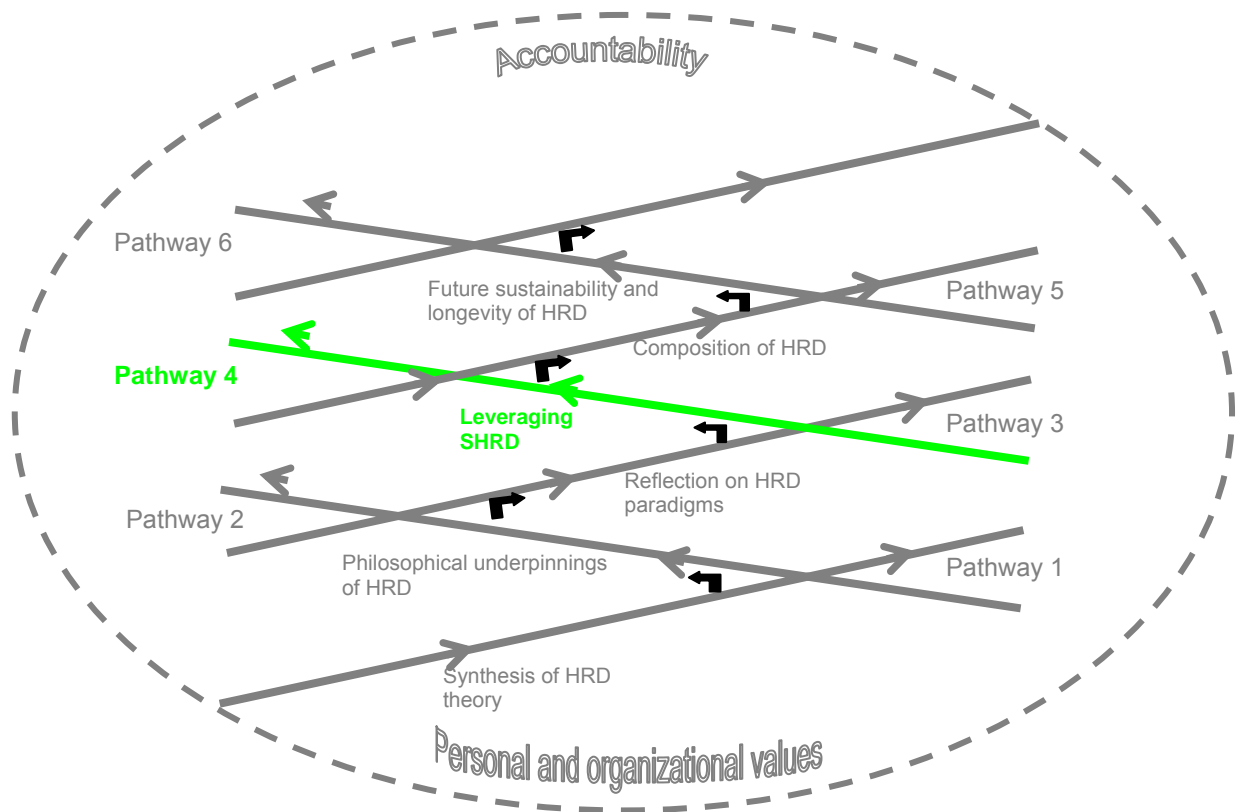 Accountability
Pathway 6
Future sustainability and
longevity of HRD
Pathway 5
Composition of HRD
Pathway 4
Leveraging
SHRD
Pathway 3
Reflection on HRD
paradigms
Pathway 2
Philosophical underpinnings
of HRD
Pathway 1
Synthesis of HRD
theory
Personal and organizational values